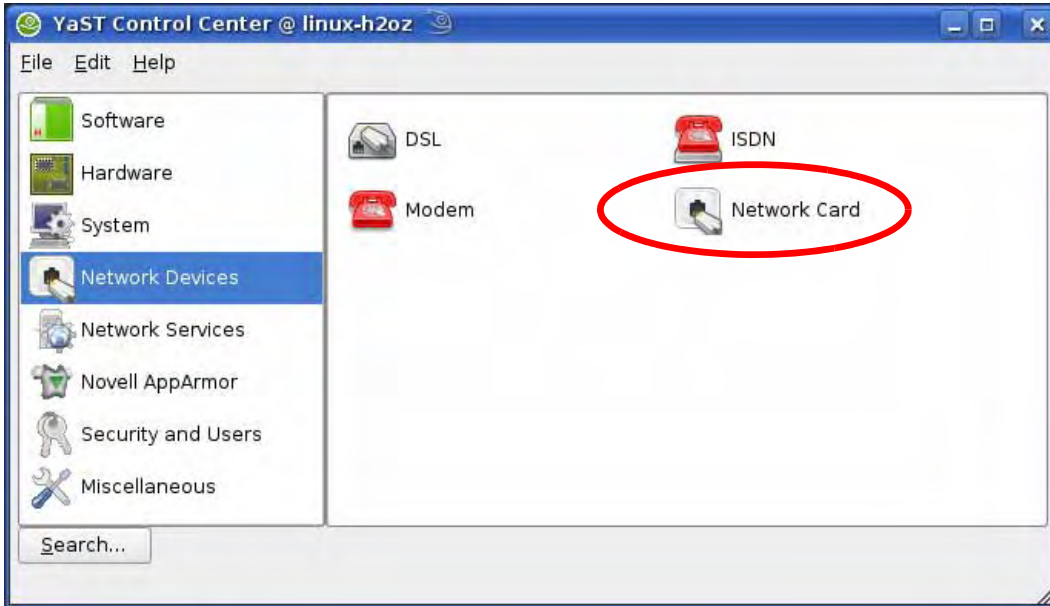 YaST Control Center @ linux-h2oz
File Edit Help
Software
Hardware
System
Network Devices
Network Services
Novell AppArmor
Security and Users
Miscellaneous
DSL
ISDN
Modem
Network Card
Search...